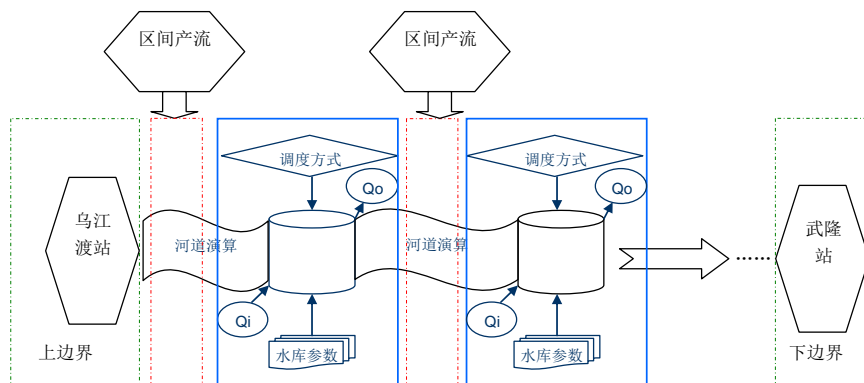 区间产流
区间产流
调度方式
调度方式
Qo
Qo
乌江
渡站
河道演算
河道演算
武隆
站
……
Qi
Qi
上边界
水库参数
水库参数
下边界